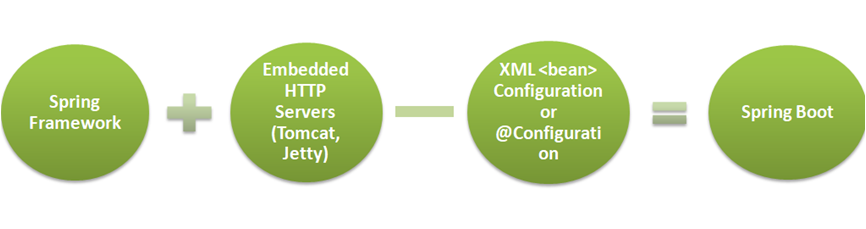 Spring
Framework
Embedded
HTTP
Servers
(Tomcat,
Jetty)
XML <bean>
Configuration
or
@Configurati
on
Spring Boot